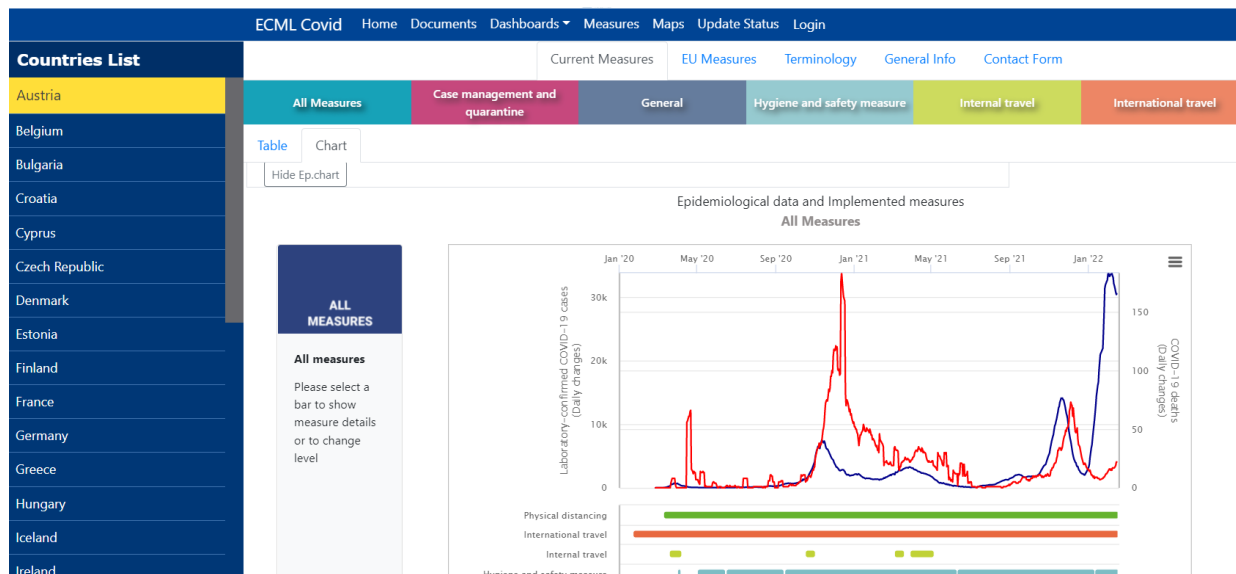 ECML Covid Home Documents Dashboards Measures Maps Update Status Login
Countries List
Current Measures EU Measures Terminology General Info Contact Form
Austria
All Measures
Case management and
quarantine
General
Hygiene and safety measure
Internal travel
International travel
Belgium
Table Chart
Bulgaria
Hide Ep.chart
Croatia
Epidemiological data and Implemented measures
All Measures
Cyprus
Czech Republic
Denmark
Estonia
Finland
France
Germany
Greece
Hungary
Iceland
Ireland
ALL
MEASURES
All measures
Please select a
bar to show
measure details
or to change
level
Jan '20 May '20 Sep '20 Jan '21 May '21 Sep '21 Jan '22
Laboratory-confirmed COVID-19 cases
(Daily changes)
30k
20k
10k
0
150
100
50
0
COVID-19 deaths
(Daily changes)
Physical distancing
International travel
Internal travel
Hygiene and safety measure